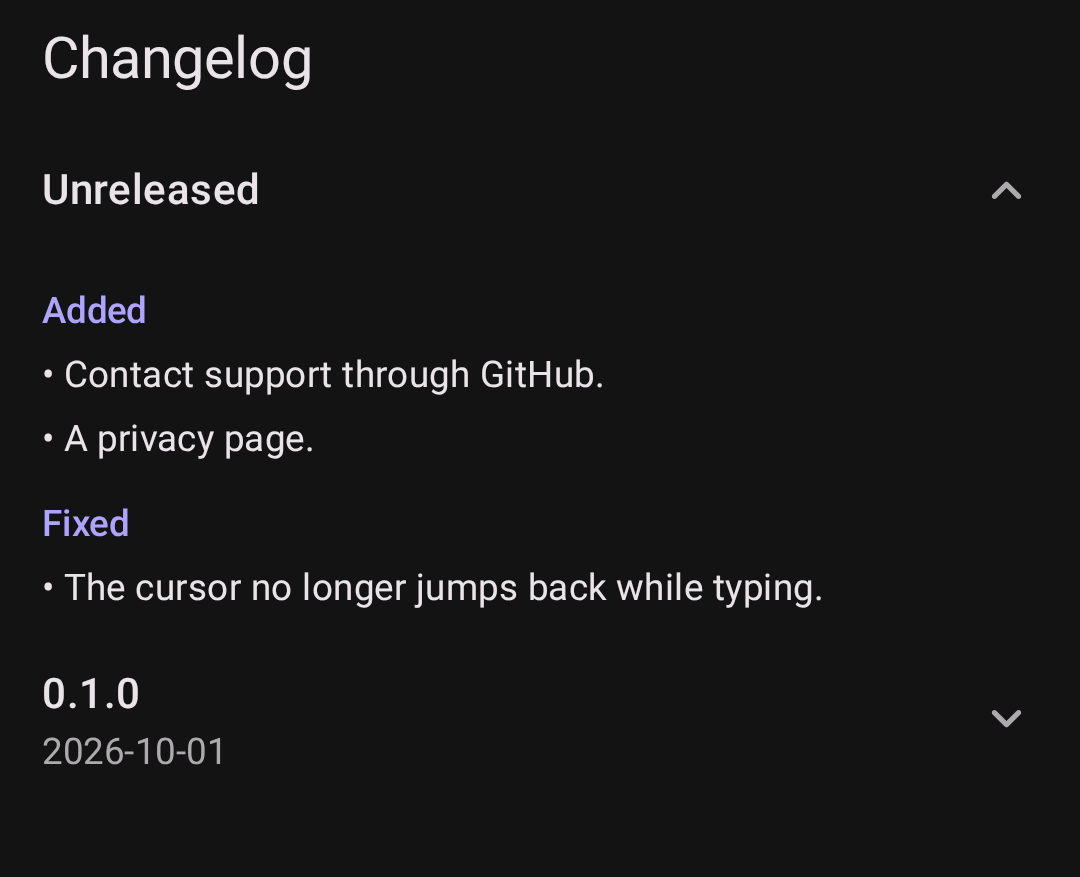 Changelog
Unreleased
Added
• Contact support through GitHub.
• A privacy page.
Fixed
• The cursor no longer jumps back while typing.
0.1.0
2026-10-01